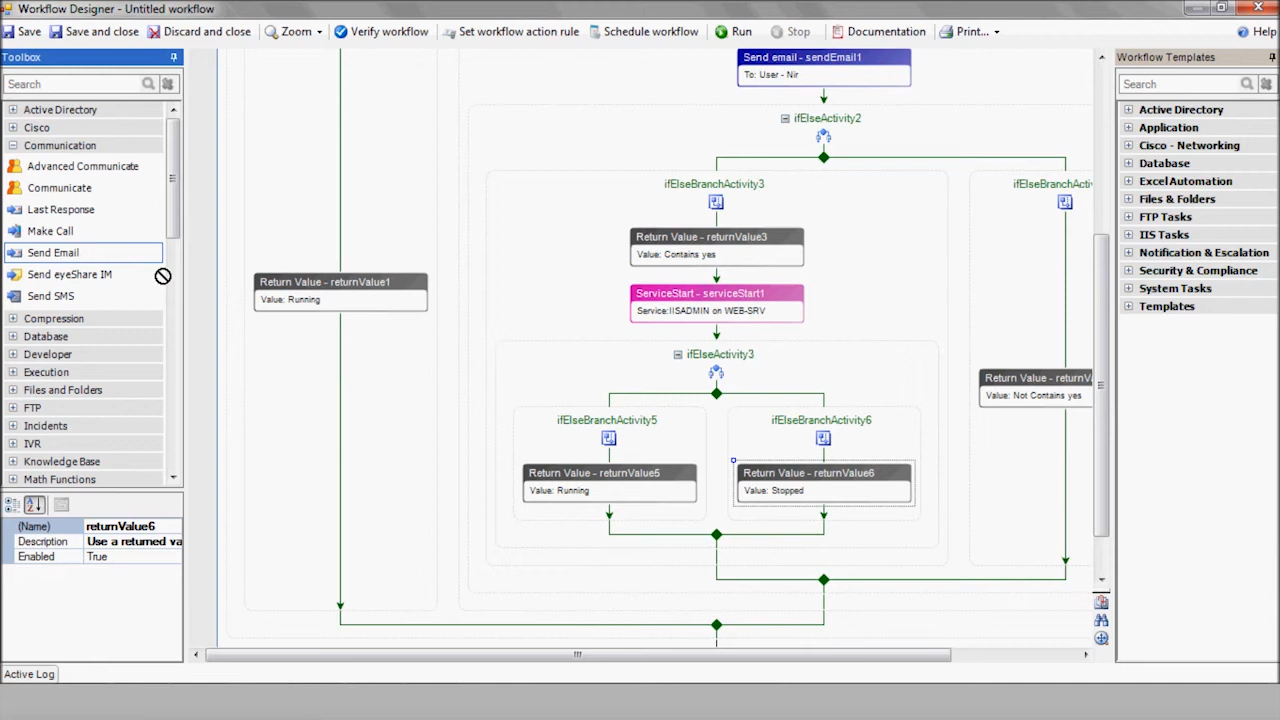 Workflow Designer - Untitled workflow
Save Save and close Discard and close Zoom Verify workflow Set workflow action rule Schedule workflow Run Stop Documentation Print... Help
Toolbox
Search
Active Directory
Cisco
Communication
Advanced Communicate
Communicate
Last Response
Make Call
Send Email
Send eyeShare IM
Send SMS
Compression
Database
Developer
Execution
Files and Folders
FTP
Incidents
IVR
Knowledge Base
Math Functions
(Name) returnValue6
Description Use a returned va
Enabled True
Active Log
Send email - sendEmail1
To: User - Nir
ifElseActivity2
ifElseBranchActivity3
ifElseBranchActiv
Return Value - returnValue3
Value: Contains yes
Return Value - returnValue1
Value: Running
ServiceStart - serviceStart1
Service:IISADMIN on WEB-SRV
ifElseActivity3
Return Value - returnVa
Value: Not Contains yes
ifElseBranchActivity5
ifElseBranchActivity6
Return Value - returnValue5
Value: Running
Return Value - returnValue6
Value: Stopped
Workflow Templates
Search
Active Directory
Application
Cisco - Networking
Database
Excel Automation
Files & Folders
FTP Tasks
IIS Tasks
Notification & Escalation
Security & Compliance
System Tasks
Templates